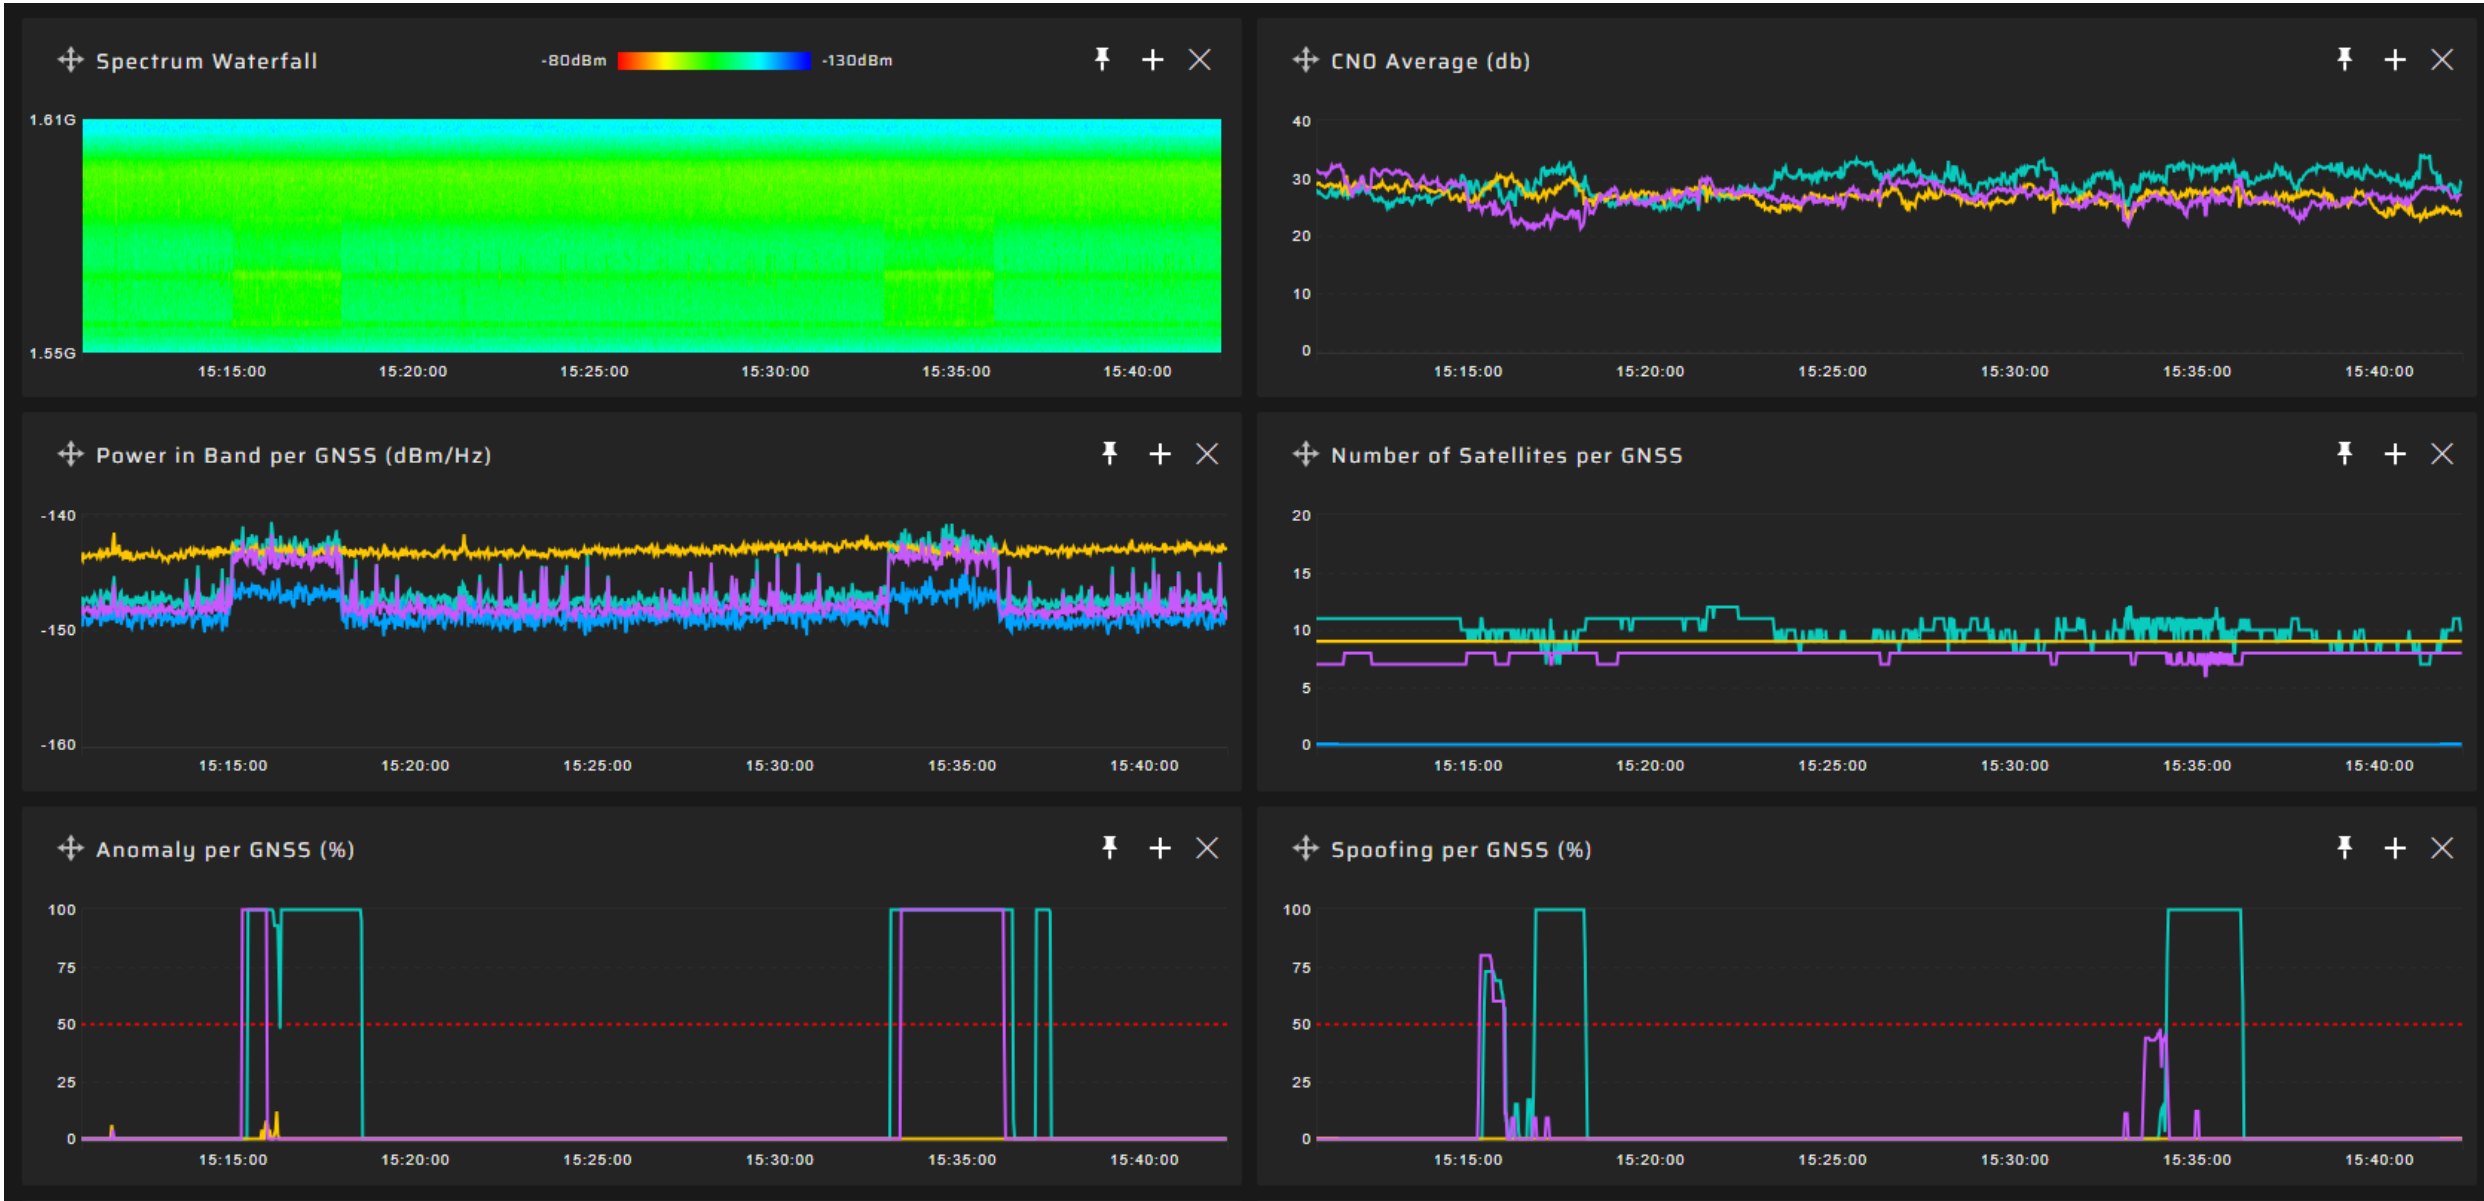 Spectrum Waterfall
-80dBm
-130dBm
1.61G
1.55G
15:15:00 15:20:00 15:25:00 15:30:00 15:35:00 15:40:00
CN0 Average (db)
40
30
20
10
0
15:15:00 15:20:00 15:25:00 15:30:00 15:35:00 15:40:00
Power in Band per GNSS (dBm/Hz)
-140
-150
-160
15:15:00 15:20:00 15:25:00 15:30:00 15:35:00 15:40:00
Number of Satellites per GNSS
20
15
10
5
0
15:15:00 15:20:00 15:25:00 15:30:00 15:35:00 15:40:00
Anomaly per GNSS (%)
100
75
50
25
0
15:15:00 15:20:00 15:25:00 15:30:00 15:35:00 15:40:00
Spoofing per GNSS (%)
100
75
50
25
0
15:15:00 15:20:00 15:25:00 15:30:00 15:35:00 15:40:00